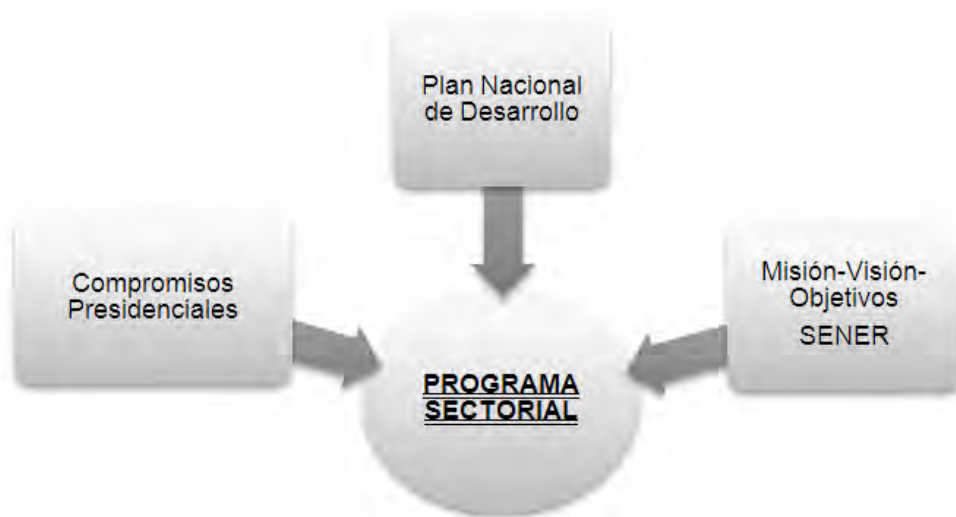 Plan Nacional
de Desarrollo
Compromisos
Presidenciales
Misión-Visión-
Objetivos
SENER
PROGRAMA
SECTORIAL